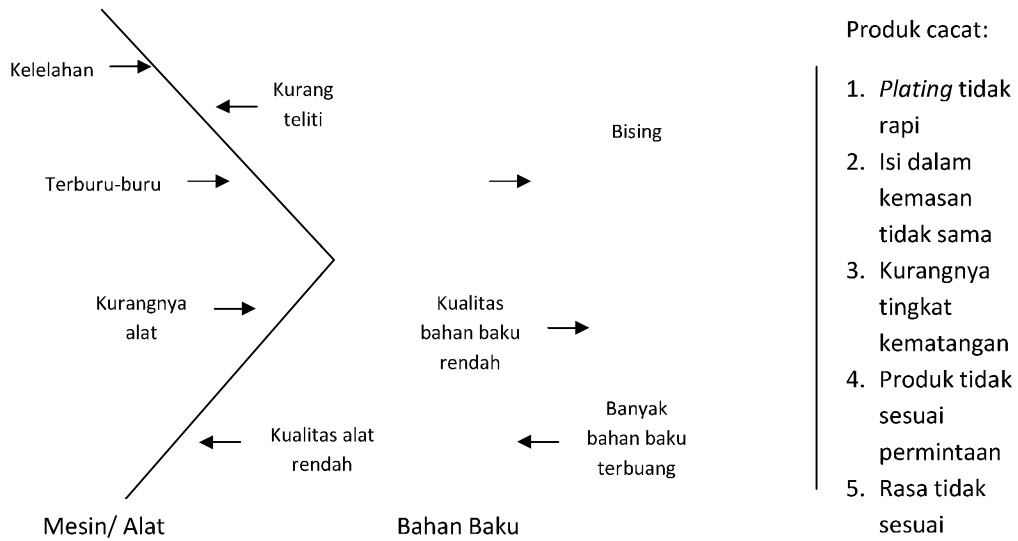 Kelelahan
Kurang
teliti
Terburu-buru
Bising
Kurangnya
alat
Kualitas
bahan baku
rendah
Kualitas alat
rendah
Banyak
bahan baku
terbuang
Mesin/ Alat
Bahan Baku
Produk cacat:
1. Plating tidak
rapi
2. Isi dalam
kemasan
tidak sama
3. Kurangnya
tingkat
kematangan
4. Produk tidak
sesuai
permintaan
5. Rasa tidak
sesuai